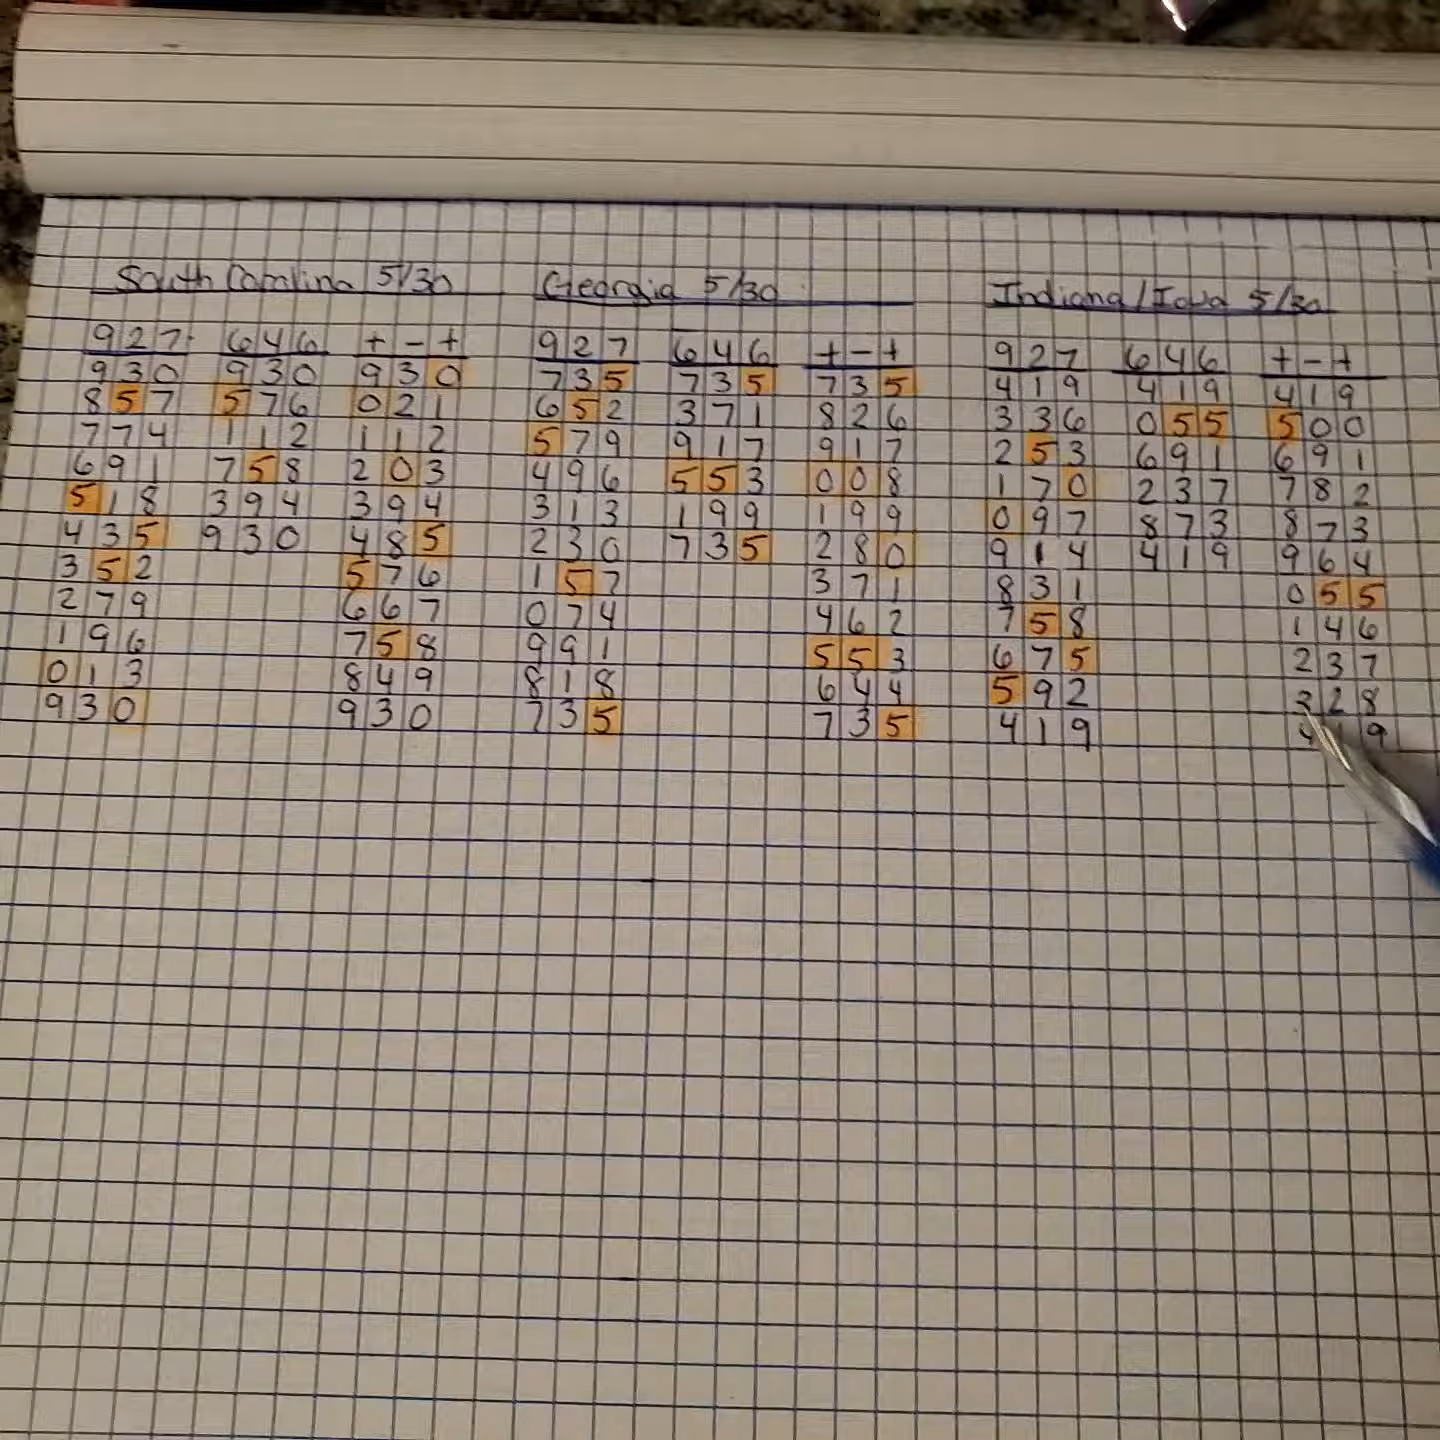 South Carolina 5/30 Georgia 5/30 Indiana/Iowa 5/30
927 646 +-+ 927 646 +-+ 927 646 +-+
930 930 930 735 735 735 419 419 419
857 576 021 652 371 826 336 055 500
774 112 112 579 917 917 253 691 691
691 758 203 496 553 008 170 237 782
518 394 394 313 199 199 097 873 873
435 930 485 230 735 280 914 419 964
352 576 157 371 831 055
279 667 074 462 758 146
196 758 991 553 675 237
013 849 818 644 592 328
930 930 735 735 419 4 9